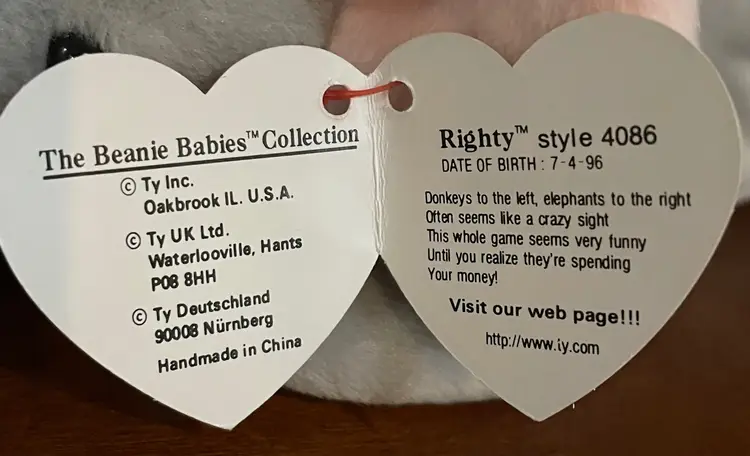 The Beanie Babies™ Collection
© Ty Inc.
Oakbrook IL. U.S.A.
© Ty UK Ltd.
Waterlooville, Hants
P08 8HH
© Ty Deutschland
90008 Nürnberg
Handmade in China
Righty™ style 4086
DATE OF BIRTH : 7-4-96
Donkeys to the left, elephants to the right
Often seems like a crazy sight
This whole game seems very funny
Until you realize they're spending
Your money!
Visit our web page!!!
http://www.ty.com